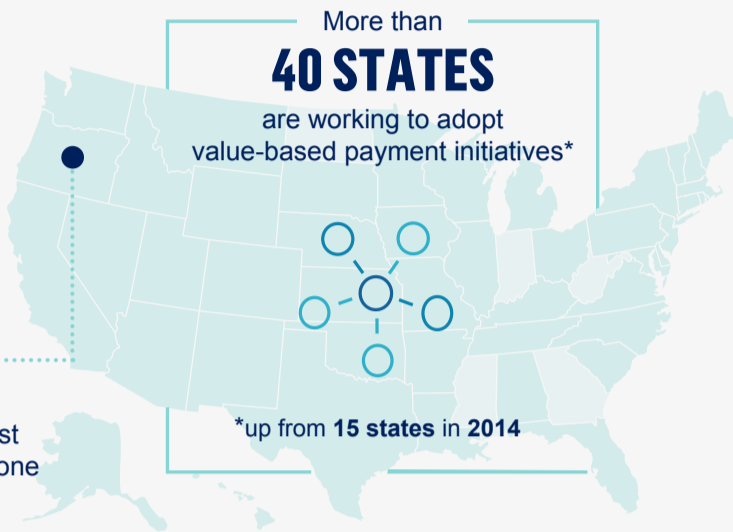 More than
40 STATES
are working to adopt
value-based payment initiatives*
*up from 15 states in 2014